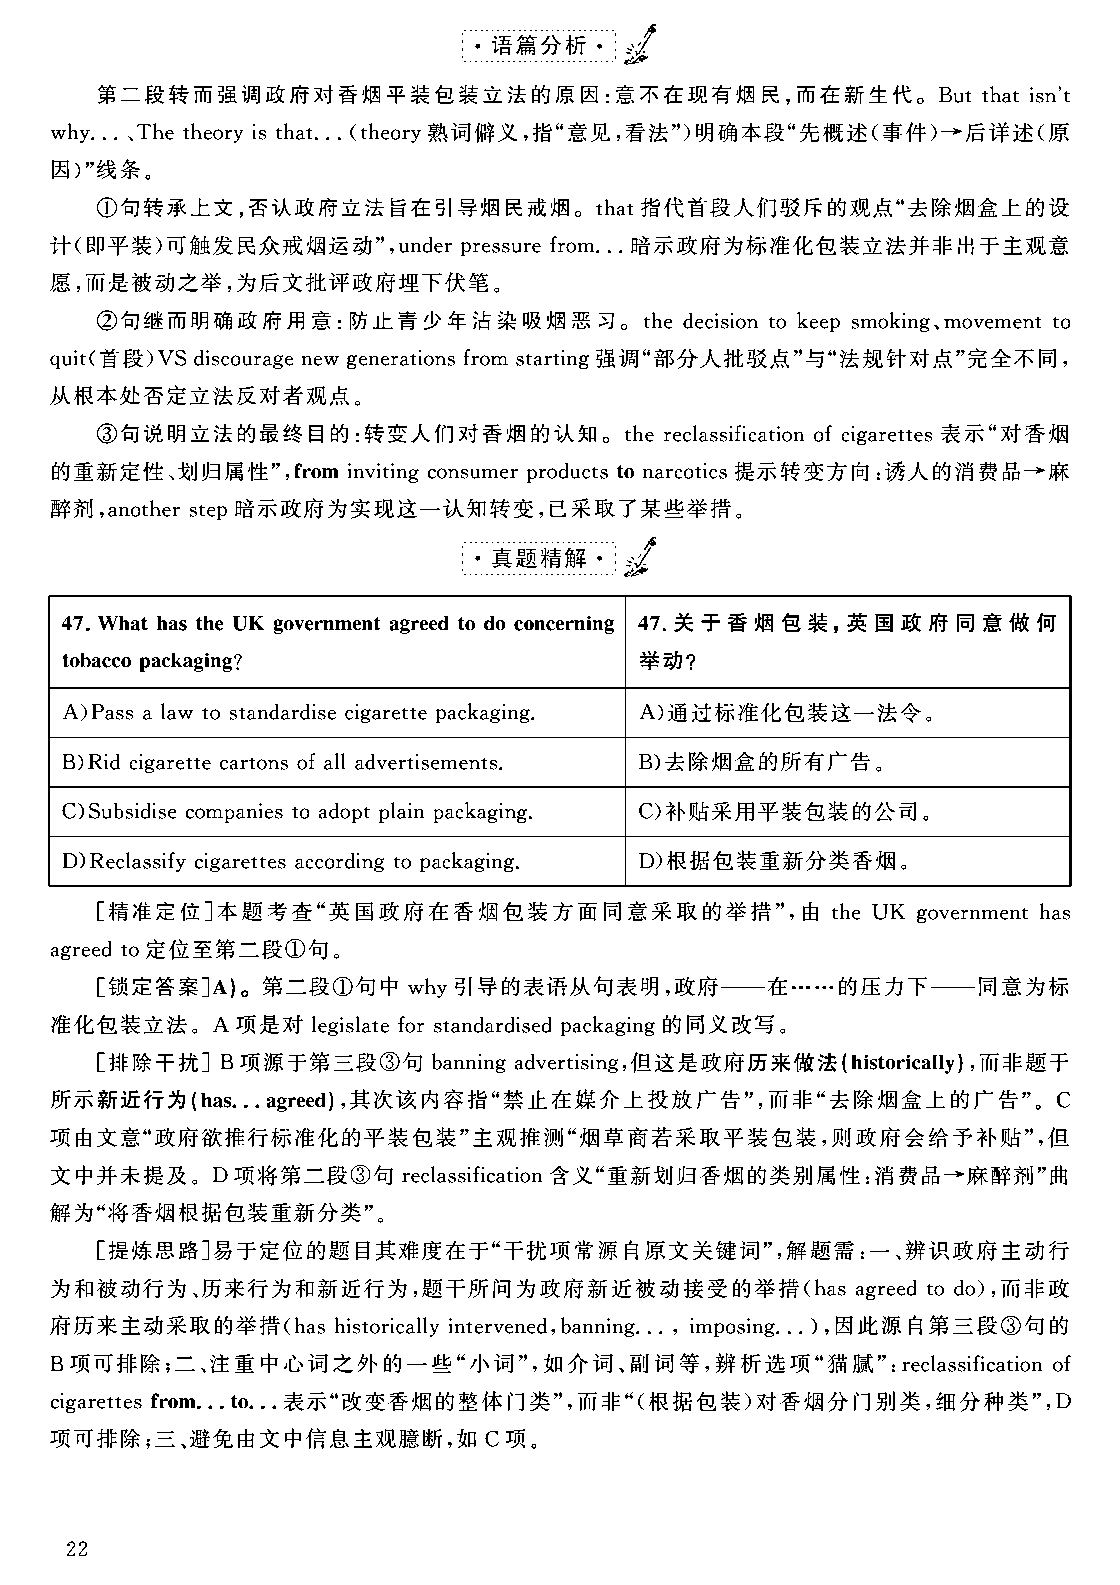 ·语篇分析·
第二段转而强调政府对香烟平装包装立法的原因:意不在现有烟民,而在新生代。But that isn't
why...、The theory is that...(theory 熟词僻义,指“意见,看法”)明确本段“先概述(事件)→后详述(原
因)”线条。
①句转承上文,否认政府立法旨在引导烟民戒烟。that 指代首段人们驳斥的观点“去除烟盒上的设
计(即平装)可触发民众戒烟运动”,under pressure from...暗示政府为标准化包装立法并非出于主观意
愿,而是被动之举,为后文批评政府埋下伏笔。
②句继而明确政府用意:防止青少年沾染吸烟恶习。the decision to keep smoking、movement to
quit(首段)VS discourage new generations from starting 强调“部分人批驳点”与“法规针对点”完全不同,
从根本处否定立法反对者观点。
③句说明立法的最终目的:转变人们对香烟的认知。the reclassification of cigarettes 表示“对香烟
的重新定性、划归属性”,from inviting consumer products to narcotics 提示转变方向:诱人的消费品→麻
醉剂,another step 暗示政府为实现这一认知转变,已采取了某些举措。
·真题精解·
47. What has the UK government agreed to do concerning
tobacco packaging?
47.关于香烟包装,英国政府同意做何
举动?
A)Pass a law to standardise cigarette packaging.
A)通过标准化包装这一法令。
B)Rid cigarette cartons of all advertisements.
B)去除烟盒的所有广告。
C)Subsidise companies to adopt plain packaging.
C)补贴采用平装包装的公司。
D)Reclassify cigarettes according to packaging.
D)根据包装重新分类香烟。
[精准定位]本题考查“英国政府在香烟包装方面同意采取的举措”,由 the UK government has
agreed to 定位至第二段①句。
[锁定答案]A)。第二段①句中 why 引导的表语从句表明,政府——在……的压力下——同意为标
准化包装立法。A 项是对 legislate for standardised packaging 的同义改写。
[排除干扰] B 项源于第三段③句 banning advertising,但这是政府历来做法(historically),而非题干
所示新近行为(has...agreed),其次该内容指“禁止在媒介上投放广告”,而非“去除烟盒上的广告”。C
项由文意“政府欲推行标准化的平装包装”主观推测“烟草商若采取平装包装,则政府会给予补贴”,但
文中并未提及。D 项将第二段③句 reclassification 含义“重新划归香烟的类别属性:消费品→麻醉剂”曲
解为“将香烟根据包装重新分类”。
[提炼思路]易于定位的题目其难度在于“干扰项常源自原文关键词”,解题需:一、辨识政府主动行
为和被动行为、历来行为和新近行为,题干所问为政府新近被动接受的举措(has agreed to do),而非政
府历来主动采取的举措(has historically intervened,banning..., imposing...),因此源自第三段③句的
B 项可排除;二、注重中心词之外的一些“小词”,如介词、副词等,辨析选项“猫腻”:reclassification of
cigarettes from...to...表示“改变香烟的整体门类”,而非“(根据包装)对香烟分门别类,细分种类”,D
项可排除;三、避免由文中信息主观臆断,如 C 项。
22